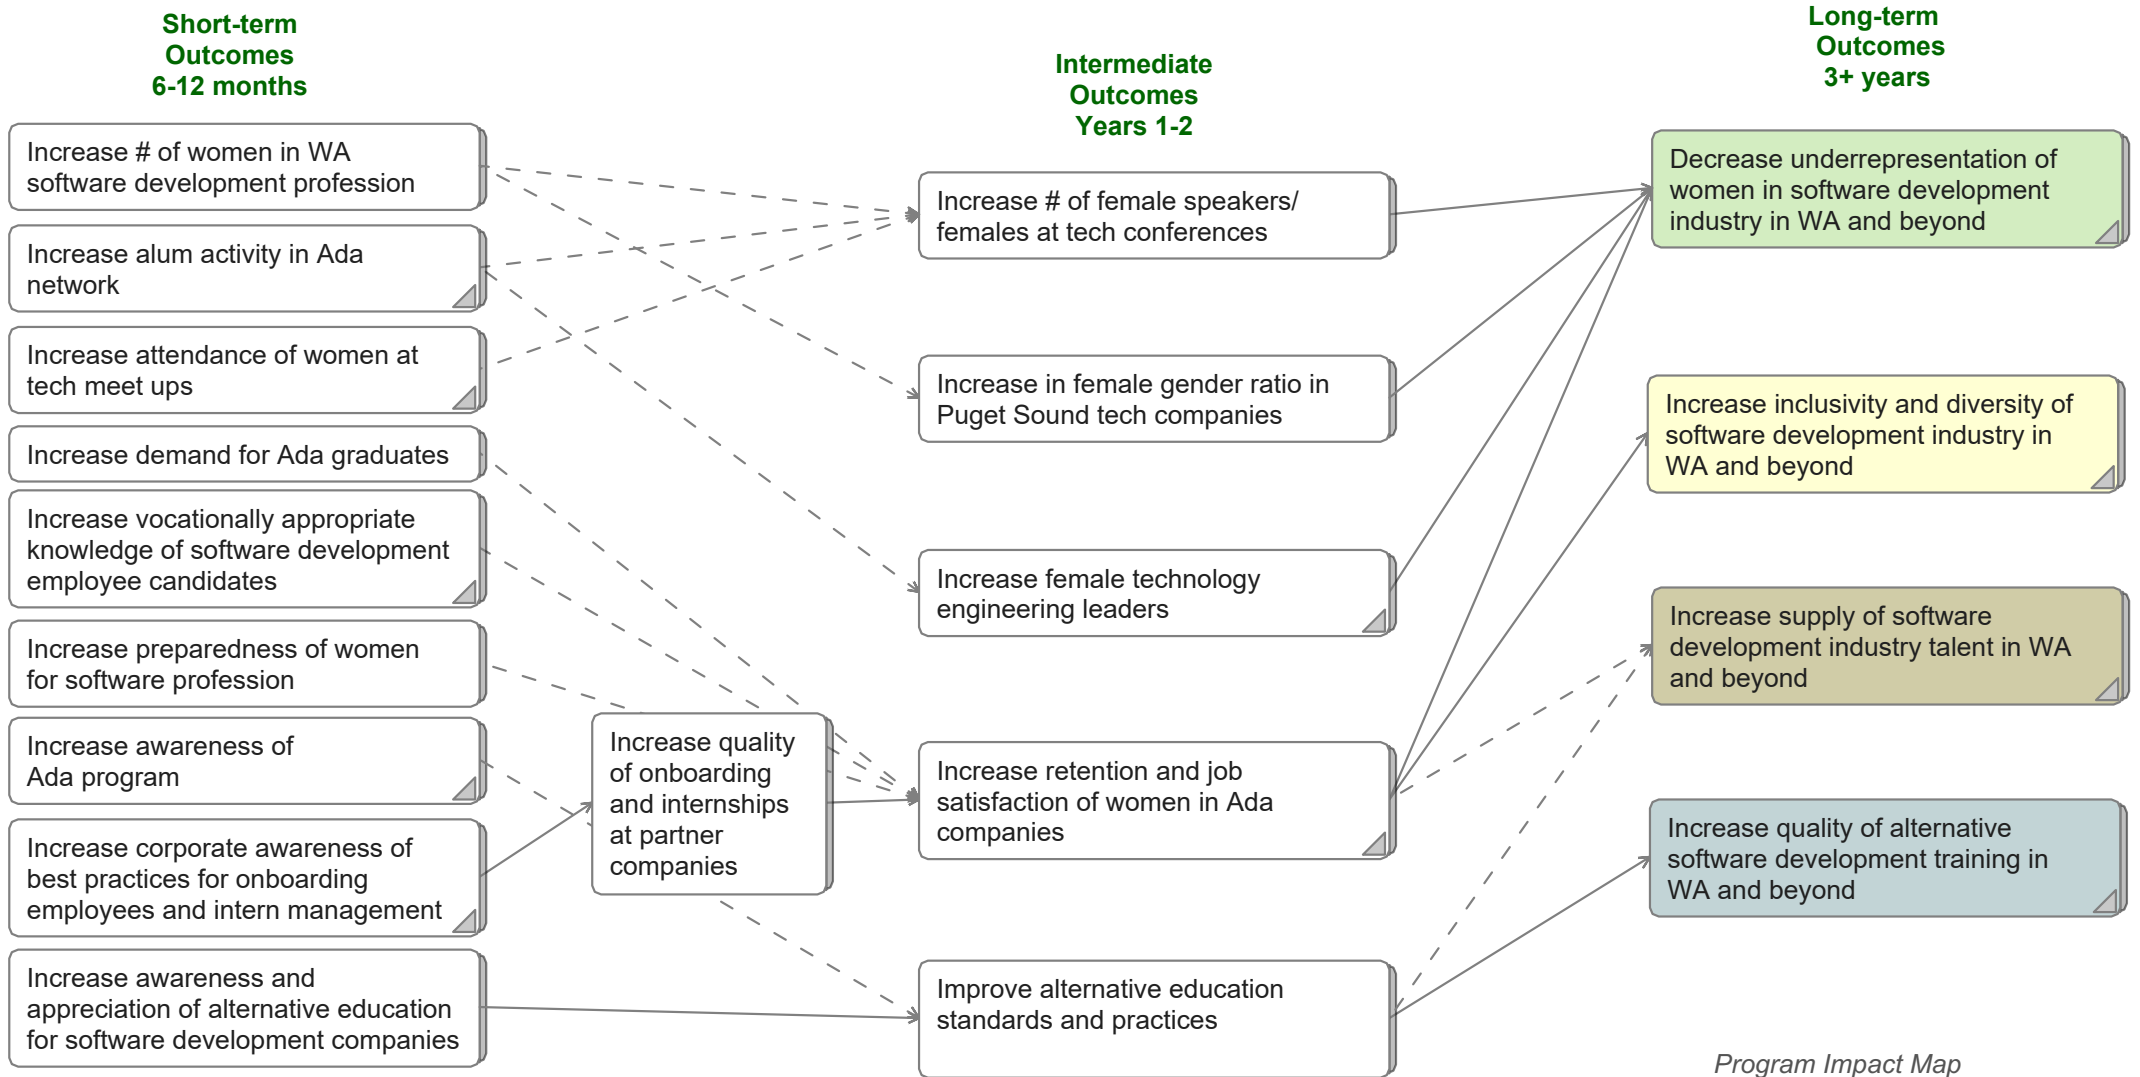 Short-term
Outcomes
6-12 months
Increase # of women in WA
software development profession
Increase alum activity in Ada
network
Increase attendance of women at
tech meet ups
Increase demand for Ada graduates
Increase vocationally appropriate
knowledge of software development
employee candidates
Increase preparedness of women
for software profession
Increase awareness of
Ada program
Increase corporate awareness of
best practices for onboarding
employees and intern management
Increase awareness and
appreciation of alternative education
for software development companies
Increase quality
of onboarding
and internships
at partner
companies
Intermediate
Outcomes
Years 1-2
Increase # of female speakers/
females at tech conferences
Increase in female gender ratio in
Puget Sound tech companies
Increase female technology
engineering leaders
Increase retention and job
satisfaction of women in Ada
companies
Improve alternative education
standards and practices
Long-term
Outcomes
3+ years
Decrease underrepresentation of
women in software development
industry in WA and beyond
Increase inclusivity and diversity of
software development industry in
WA and beyond
Increase supply of software
development industry talent in WA
and beyond
Increase quality of alternative
software development training in
WA and beyond
Program Impact Map